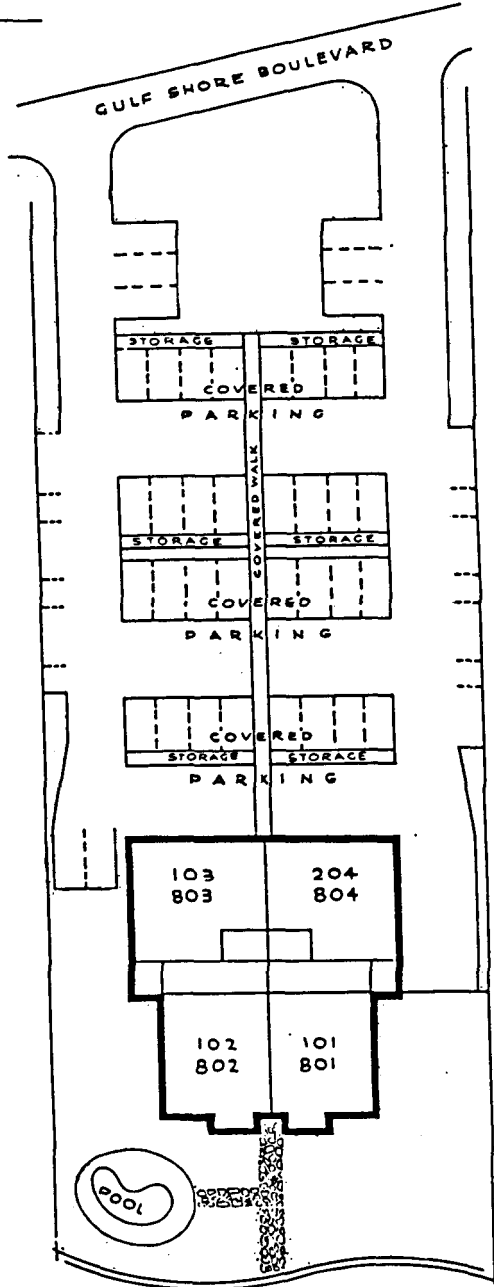 GULF SHORE BOULEVARD
STORAGE STORAGE
COVERED
PARKING
COVERED WALK
STORAGE STORAGE
COVERED
PARKING
COVERED
STORAGE STORAGE
PARKING
103 204
803 804
102 101
802 801
POOL